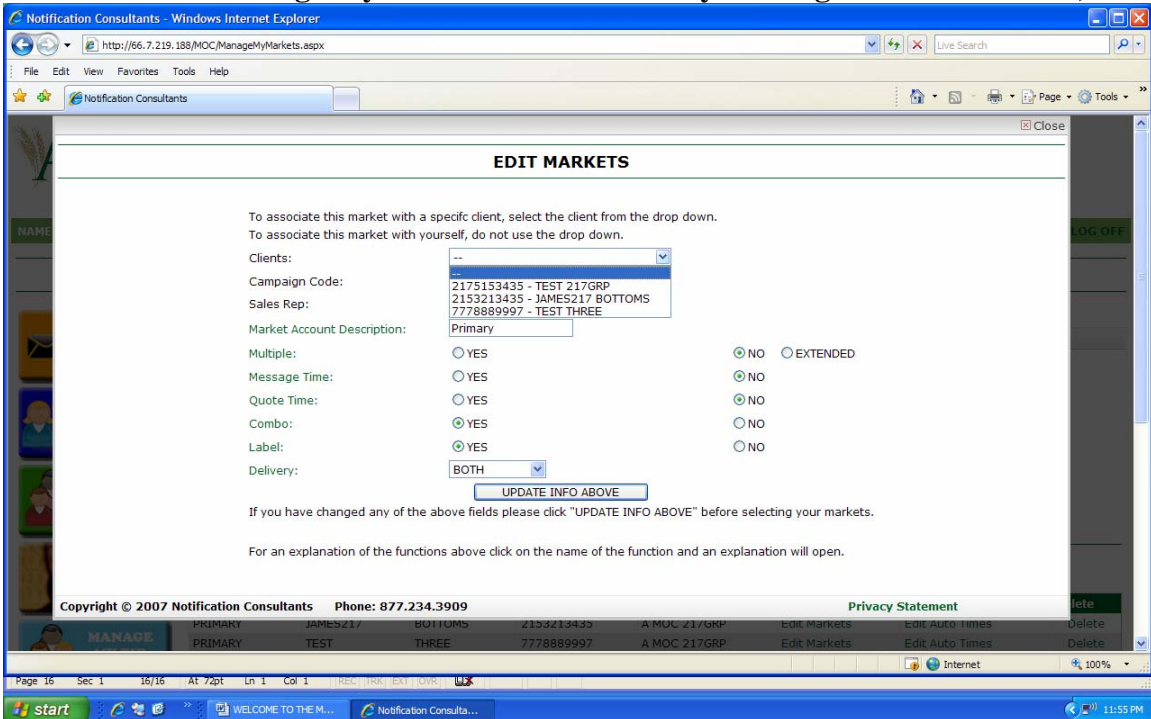 Notification Consultants - Windows Internet Explorer
http://66.7.219.188/MOC/ManageMyMarkets.aspx
Live Search
File Edit View Favorites Tools Help
Notification Consultants
Page Tools
Close
EDIT MARKETS
NAME
LOG OFF
To associate this market with a specifc client, select the client from the drop down.
To associate this market with yourself, do not use the drop down.
Clients: --
--
Campaign Code: 2175153435 - TEST 217GRP
2153213435 - JAMES217 BOTTOMS
Sales Rep: 7778889997 - TEST THREE
Market Account Description: Primary
Multiple: YES NO EXTENDED
Message Time: YES NO
Quote Time: YES NO
Combo: YES NO
Label: YES NO
Delivery: BOTH
UPDATE INFO ABOVE
If you have changed any of the above fields please click "UPDATE INFO ABOVE" before selecting your markets.
For an explanation of the functions above click on the name of the function and an explanation will open.
Copyright © 2007 Notification Consultants Phone: 877.234.3909 Privacy Statement
PRIMARY JAMES217 BOTTOMS 2153213435 A MOC 217GRP Edit Markets Edit Auto Times Delete
MANAGE
PRIMARY TEST THREE 7778889997 A MOC 217GRP Edit Markets Edit Auto Times Delete
Internet 100%
Page 16 Sec 1 16/16 At 72pt Ln 1 Col 1 REC TRK EXT OVR
start WELCOME TO THE M... Notification Consulta... 11:55 PM